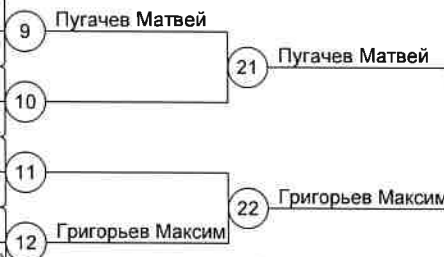 9 Пугачев Матвей
21 Пугачев Матвей
10
11
22 Григорьев Максим
12 Григорьев Максим